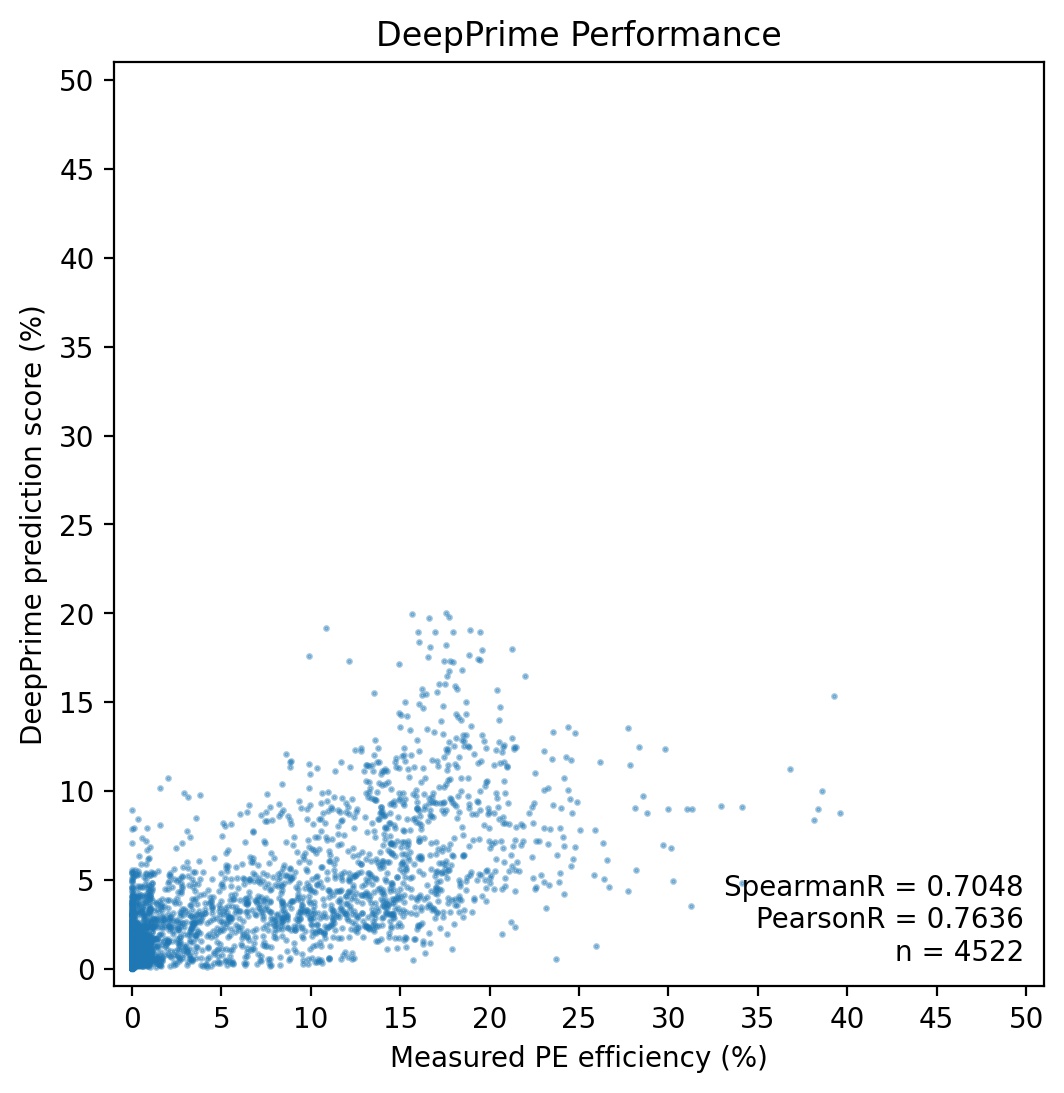 DeepPrime Performance
DeepPrime prediction score (%)
50
45
40
35
30
25
20
15
10
5
0
SpearmanR = 0.7048
PearsonR = 0.7636
n = 4522
0 5 10 15 20 25 30 35 40 45 50
Measured PE efficiency (%)